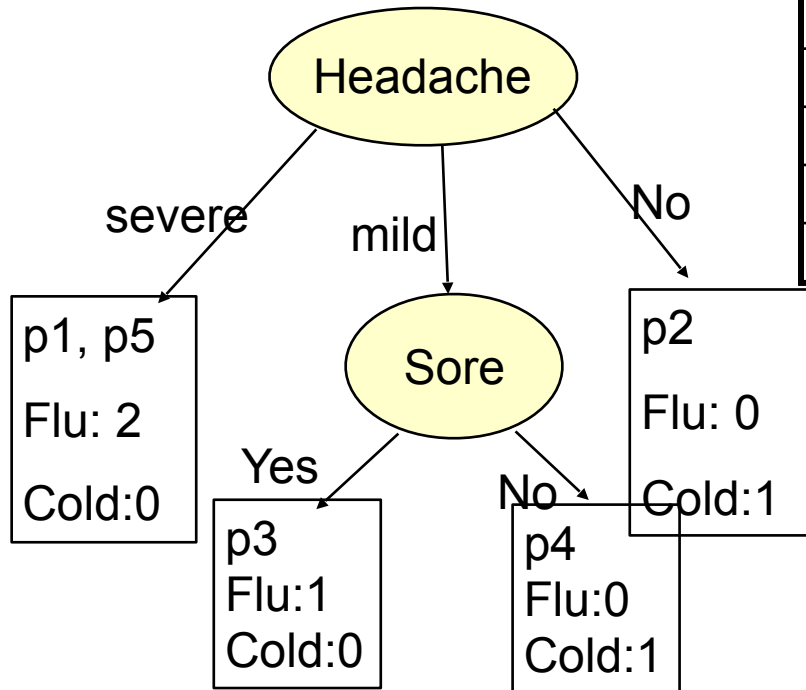 Headache
severe
mild
No
p1, p5
Flu: 2
Cold:0
Sore
p2
Flu: 0
Cold:1
Yes
No
p3
Flu:1
Cold:0
p4
Flu:0
Cold:1